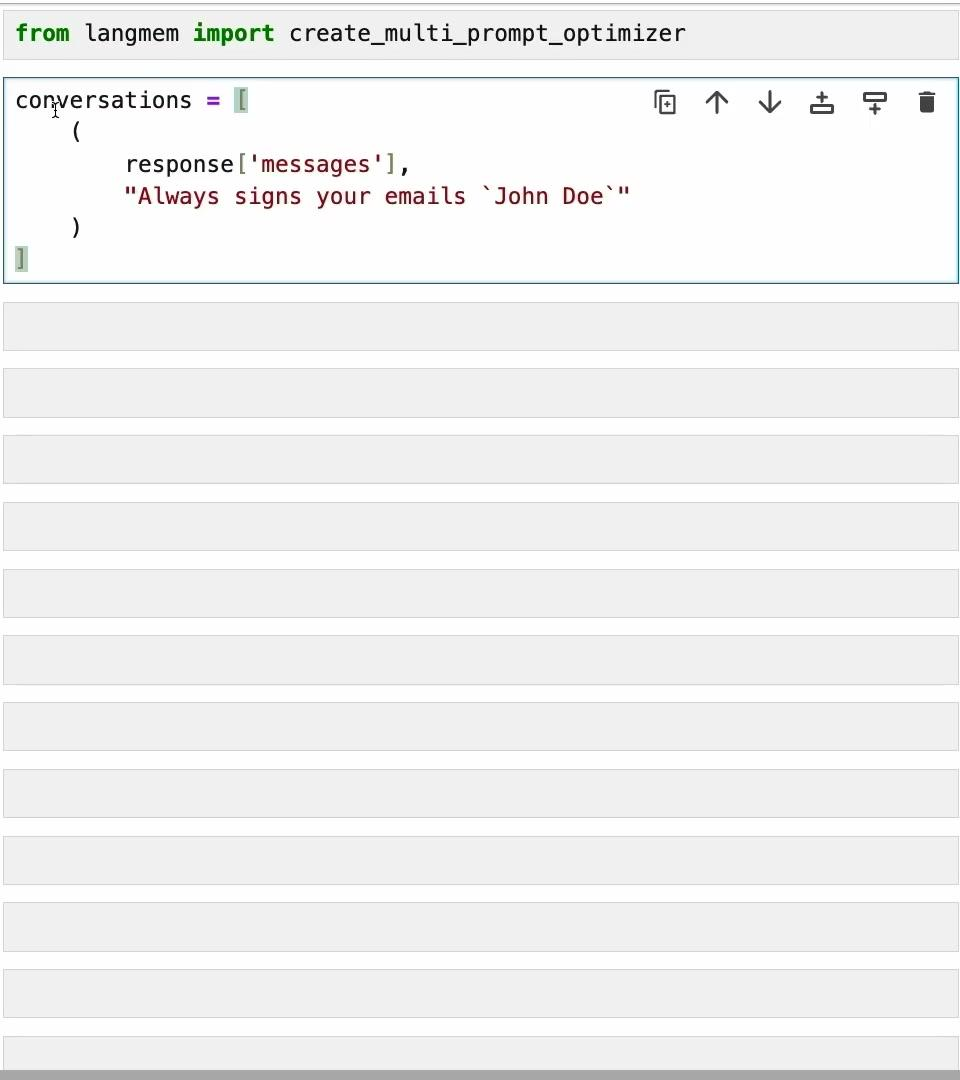 from langmem import create_multi_prompt_optimizer
conversations = [
    (
        response['messages'],
        "Always signs your emails `John Doe`"
    )
]